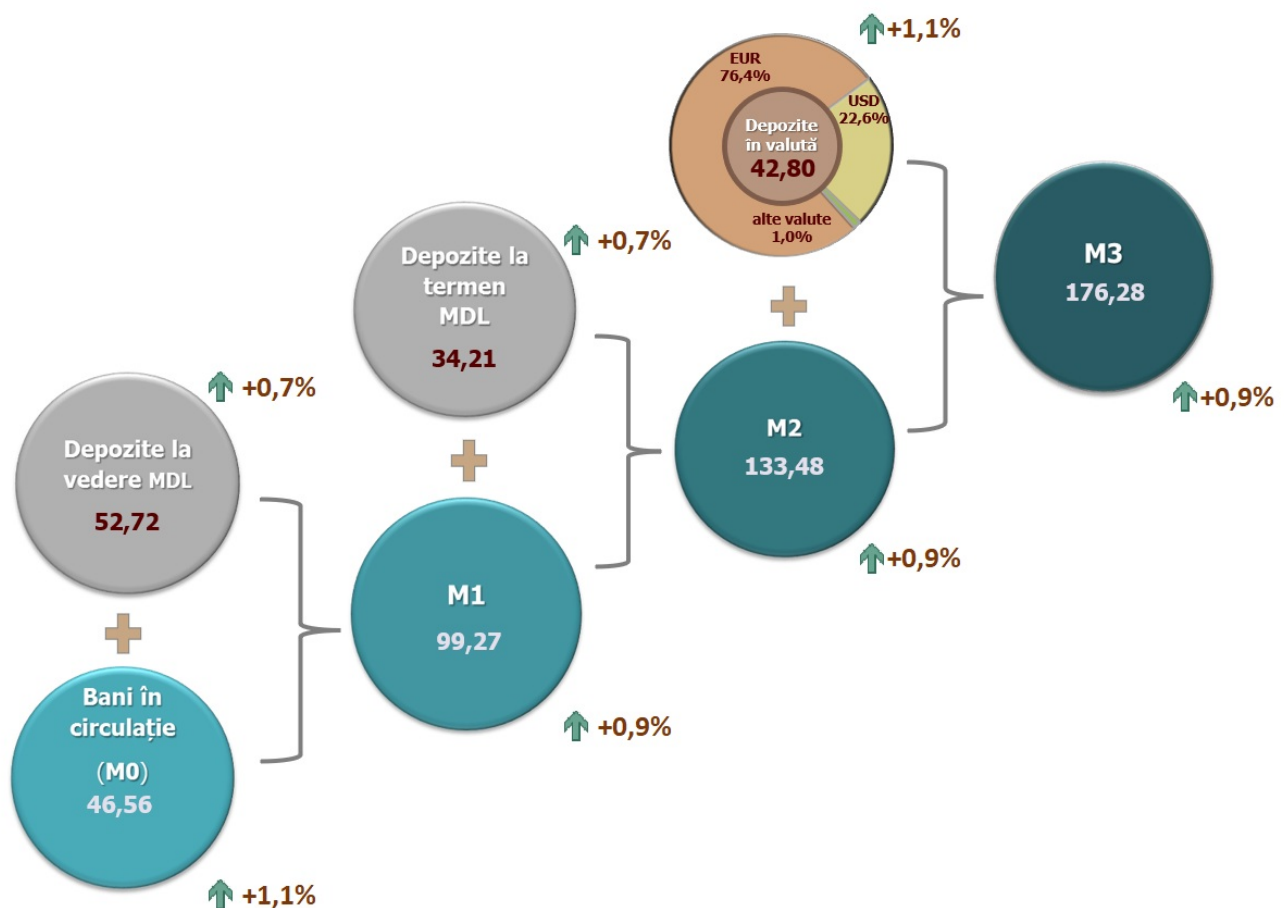 +1,1%
EUR
76,4%
USD
22,6%
Depozite
în valută
42,80
alte valute
1,0%
+0,7%
Depozite la
termen
MDL
34,21
M3
176,28
+0,9%
+0,7%
Depozite la
vedere MDL
52,72
M2
133,48
+0,9%
M1
99,27
+0,9%
Bani în
circulație
(M0)
46,56
+1,1%